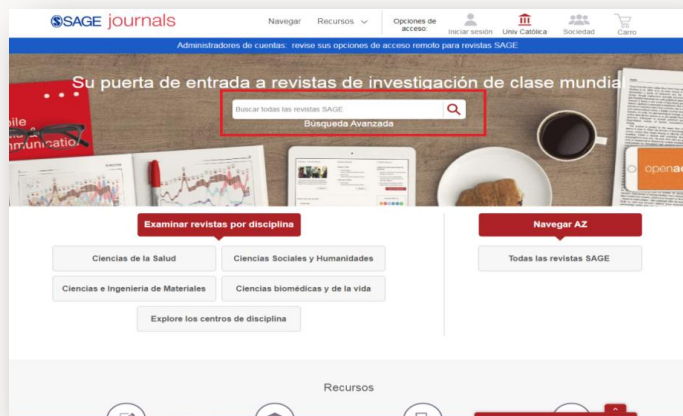 SAGE journals
Navegar Recursos
Opciones de acceso:
Iniciar sesión Univ Católica Sociedad Carro
Administradores de cuentas: revise sus opciones de acceso remoto para revistas SAGE
Su puerta de entrada a revistas de investigación de clase mundial
Buscar todas las revistas SAGE
Búsqueda Avanzada
openac
Examinar revistas por disciplina
Navegar AZ
Ciencias de la Salud
Ciencias Sociales y Humanidades
Todas las revistas SAGE
Ciencias e Ingeniería de Materiales
Ciencias biomédicas y de la vida
Explore los centros de disciplina
Recursos